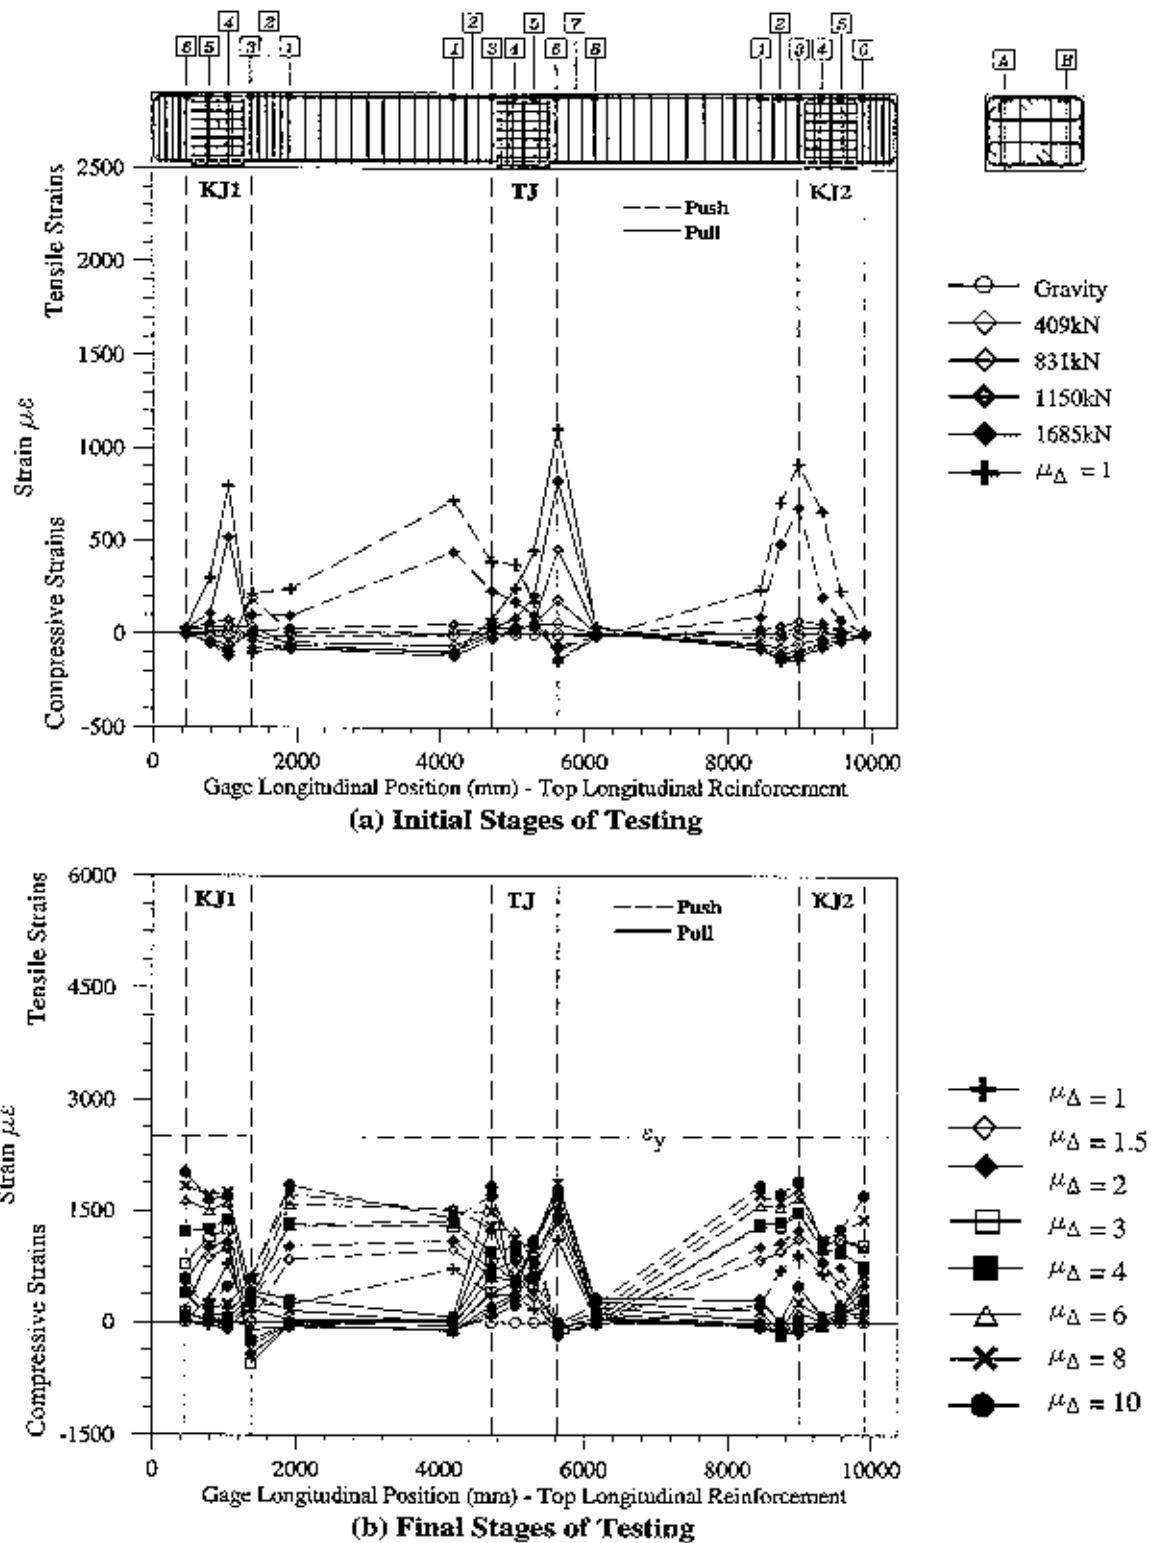 4 2 2 5 7 2 5
6 5 3 1 1 3 4 6 8 1 3 4 6 A B
2500 KJ1 TJ KJ2
Push
Pull
2000
1500
1000
500
0
-500
Tensile Strains
Strain με
Compressive Strains
Gravity
409kN
831kN
1150kN
1685kN
μΔ = 1
0 2000 4000 6000 8000 10000
Gage Longitudinal Position (mm) - Top Longitudinal Reinforcement
(a) Initial Stages of Testing
6000
KJ1 TJ KJ2
Push
Pull
4500
3000
εy
1500
0
-1500
Tensile Strains
Strain με
Compressive Strains
μΔ = 1
μΔ = 1.5
μΔ = 2
μΔ = 3
μΔ = 4
μΔ = 6
μΔ = 8
μΔ = 10
0 2000 4000 6000 8000 10000
Gage Longitudinal Position (mm) - Top Longitudinal Reinforcement
(b) Final Stages of Testing